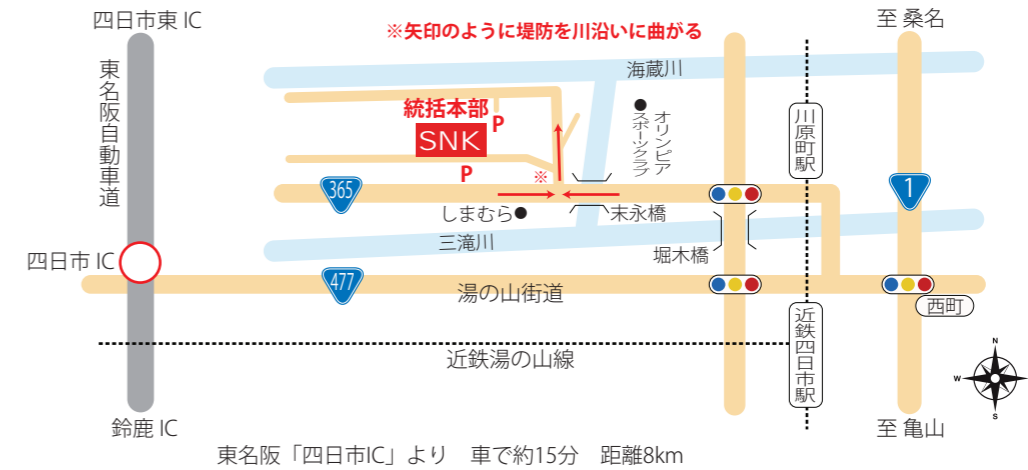 四日市東 IC
※矢印のように堤防を川沿いに曲がる
至 桑名
東名阪自動車道
海蔵川
統括本部
P
SNK
P
オリンピア
スポーツクラブ
川原町駅
※
365
1
しまむら
末永橋
三滝川
堀木橋
四日市 IC
477
湯の山街道
西町
近鉄四日市駅
近鉄湯の山線
N
W
S
鈴鹿 IC
至 亀山
東名阪「四日市IC」より　車で約15分　距離8km